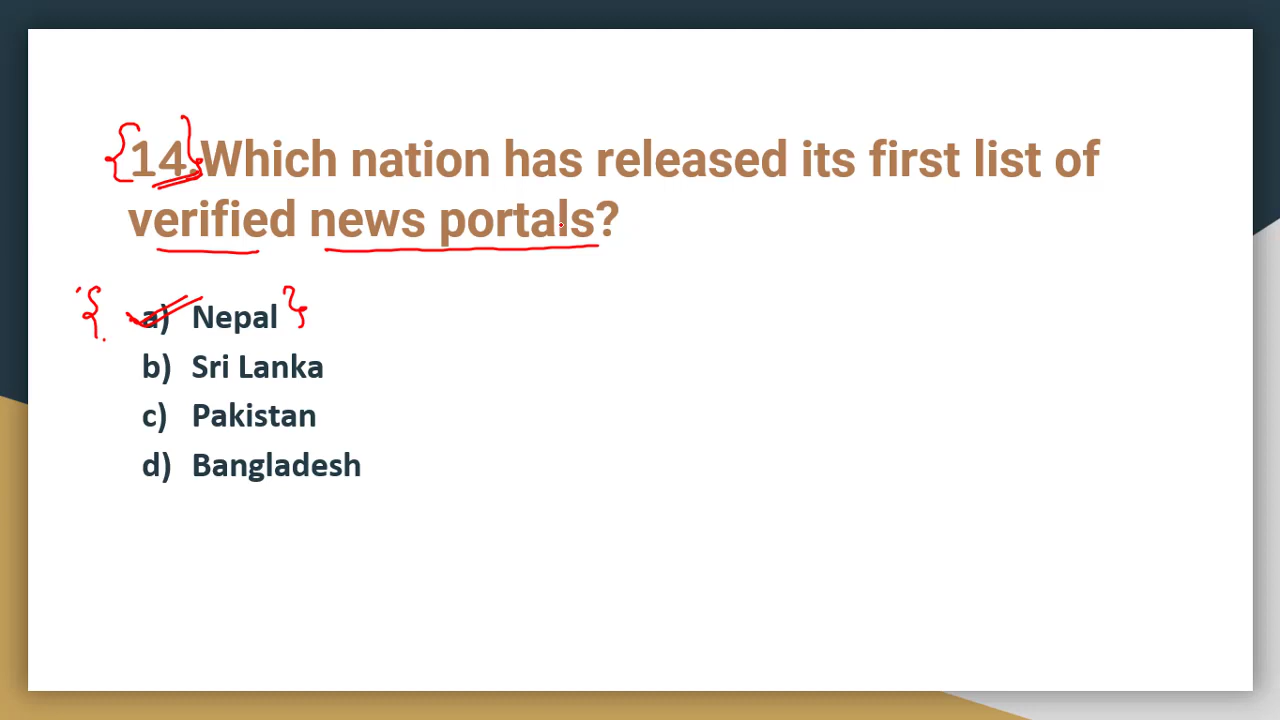 14.Which nation has released its first list of
verified news portals?
a) Nepal
b) Sri Lanka
c) Pakistan
d) Bangladesh